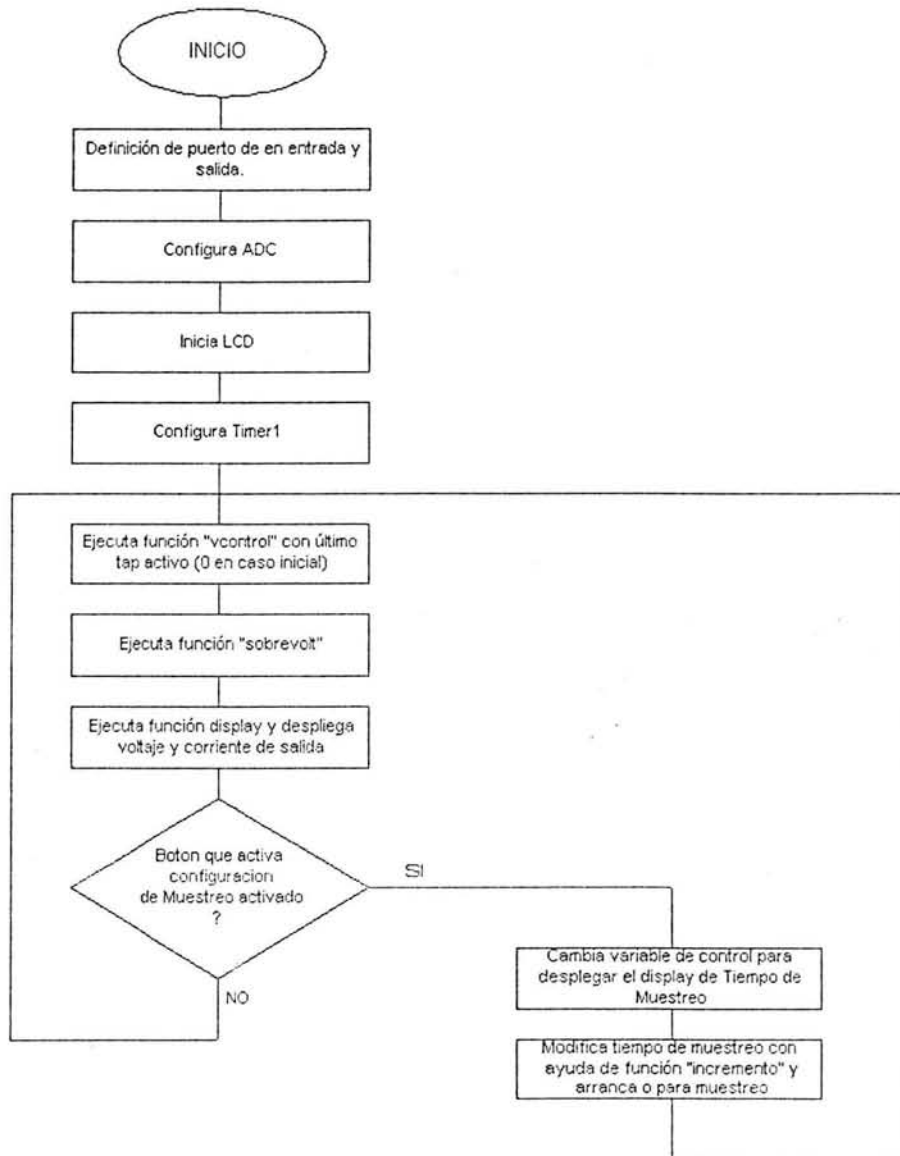 INICIO
Definición de puerto de en entrada y
salida.
Configura ADC
Inicia LCD
Configura Timer1
Ejecuta función "vcontrol" con último
tap activo (0 en caso inicial)
Ejecuta función "sobrevolt"
Ejecuta función display y despliega
voltaje y corriente de salida
Boton que activa
configuracion
de Muestreo activado
?
SI
NO
Cambia variable de control para
desplegar el display de Tiempo de
Muestreo
Modifica tiempo de muestreo con
ayuda de función "incremento" y
arranca o para muestreo